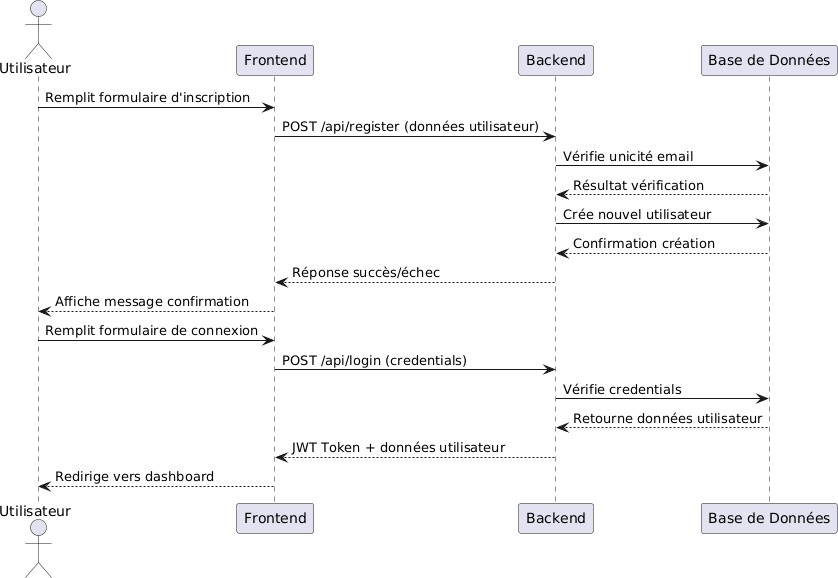 Utilisateur
Frontend
Backend
Base de Données
Remplit formulaire d'inscription
POST /api/register (données utilisateur)
Vérifie unicité email
Résultat vérification
Crée nouvel utilisateur
Confirmation création
Réponse succès/échec
Affiche message confirmation
Remplit formulaire de connexion
POST /api/login (credentials)
Vérifie credentials
Retourne données utilisateur
JWT Token + données utilisateur
Redirige vers dashboard
Utilisateur
Frontend
Backend
Base de Données